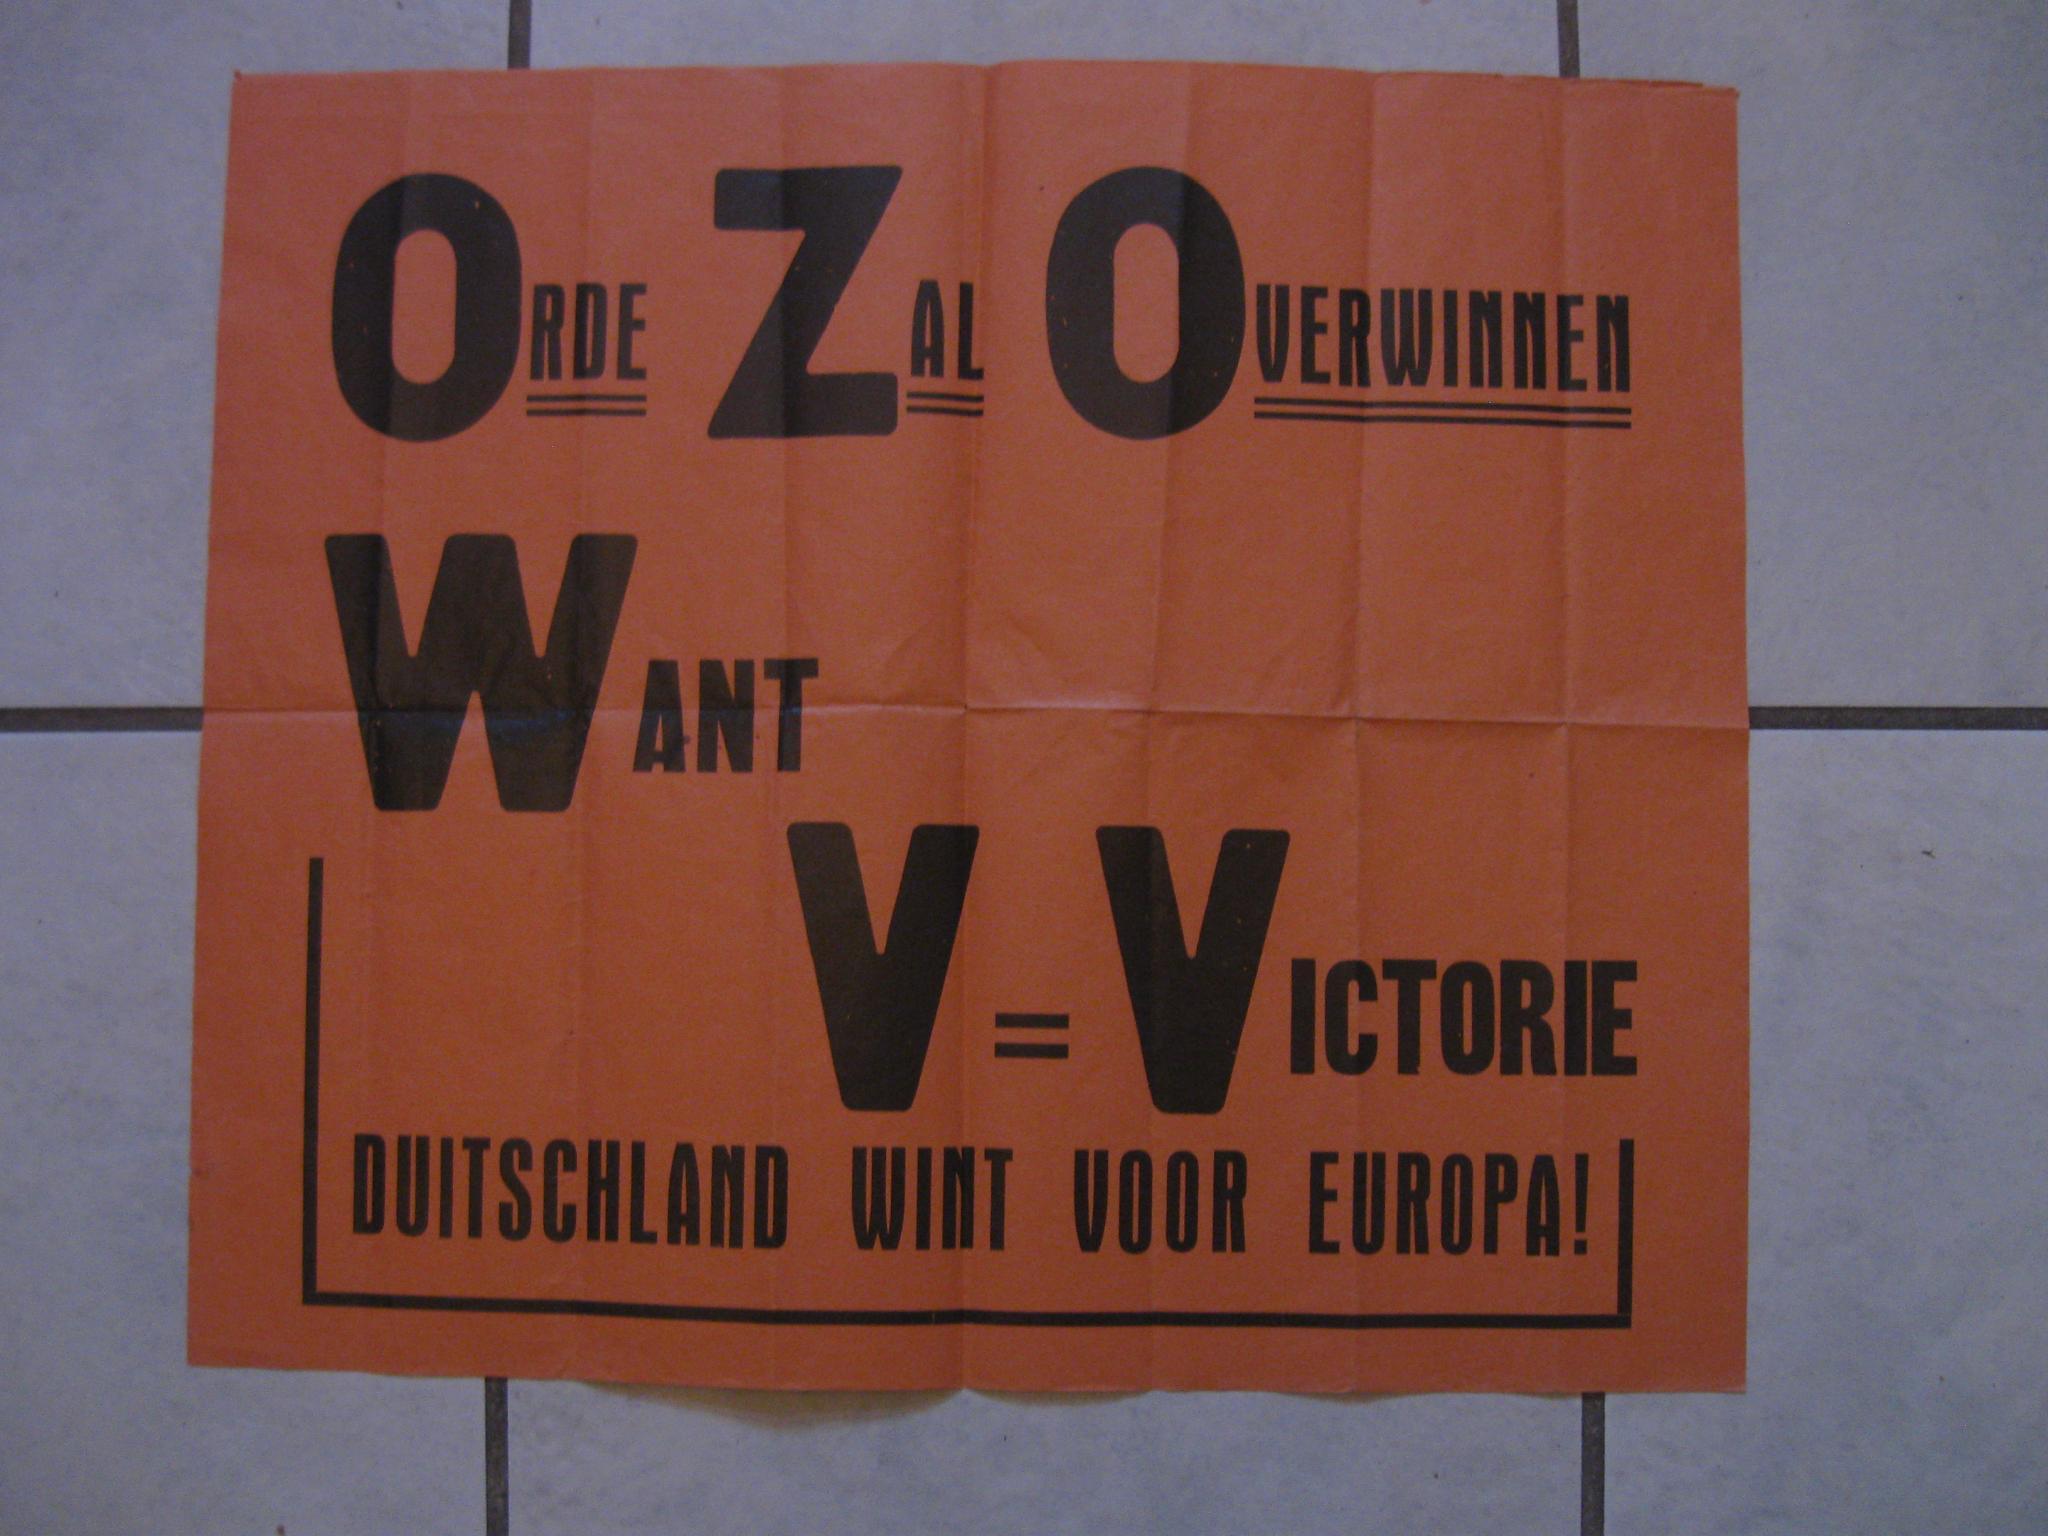 ORDE ZAL OVERWINNEN
WANT
V = VICTORIE
DUITSCHLAND WINT VOOR EUROPA!